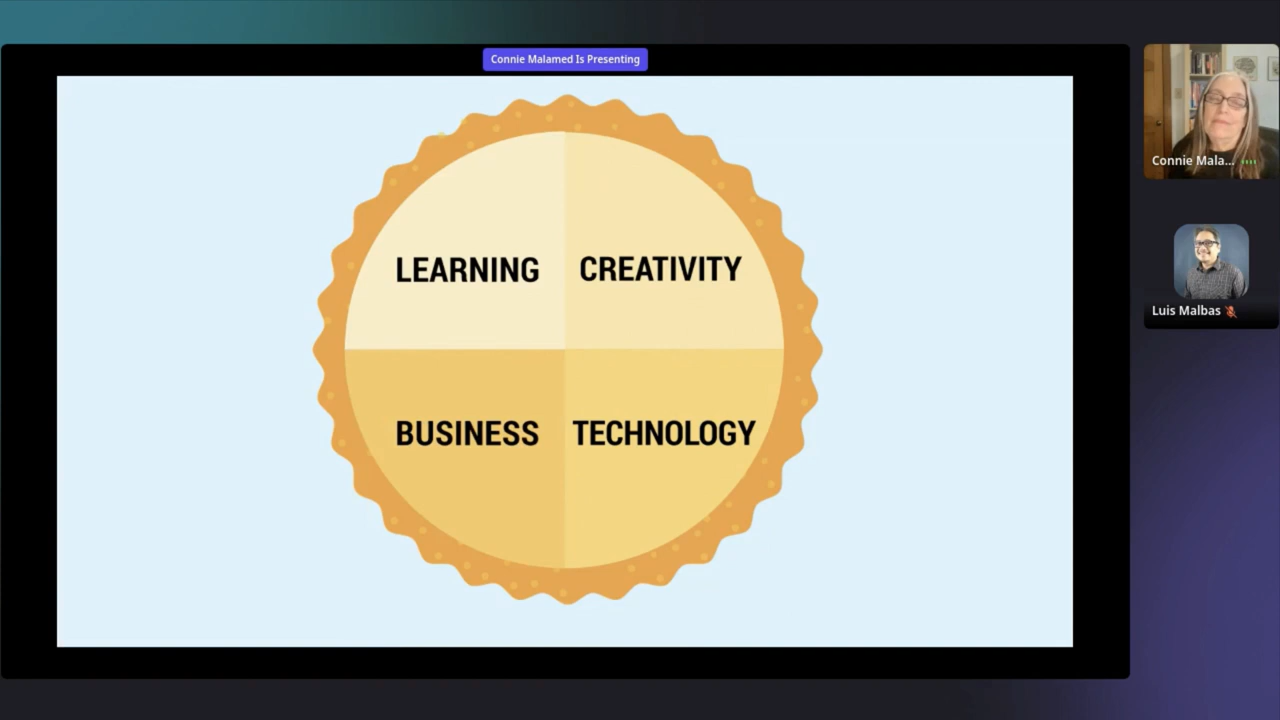 Connie Malamed Is Presenting
LEARNING
CREATIVITY
BUSINESS
TECHNOLOGY
Connie Mala...
Luis Malbas